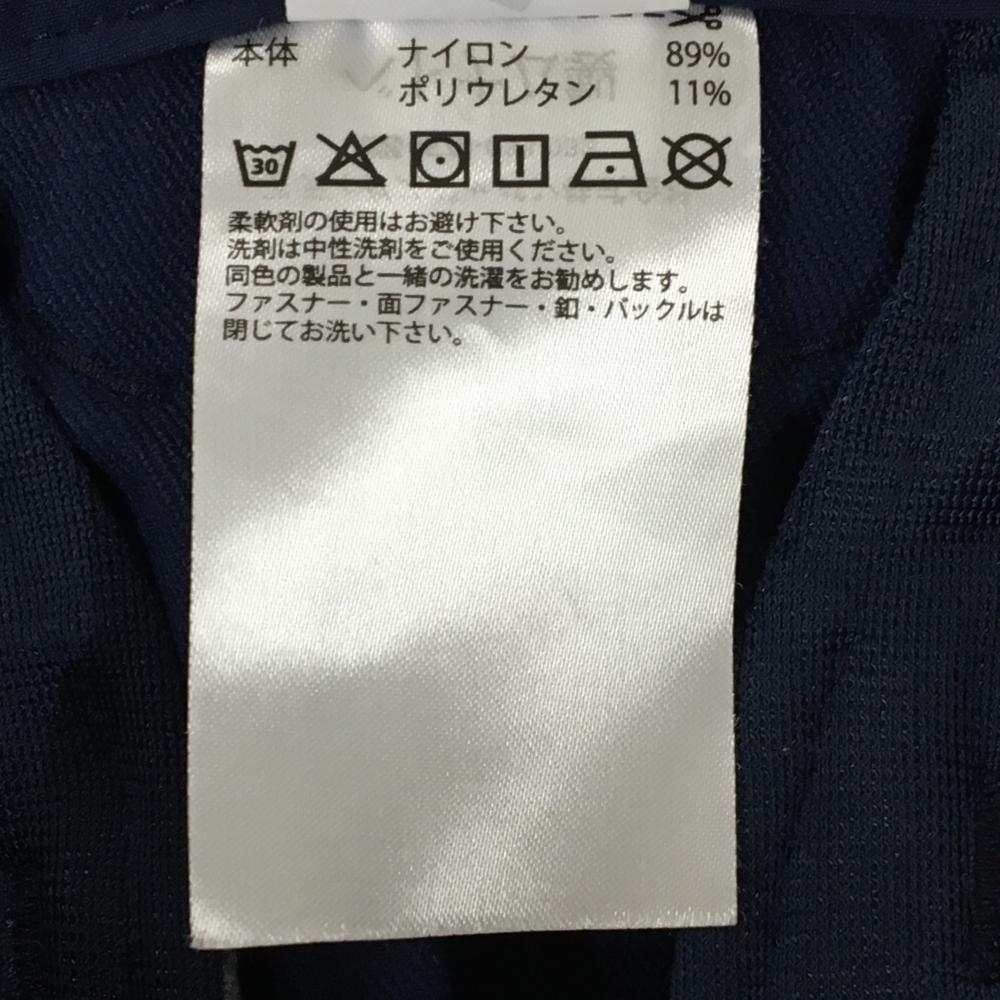 本体 ナイロン 89%
ポリウレタン 11%
30
柔軟剤の使用はお避け下さい。
洗剤は中性洗剤をご使用ください。
同色の製品と一緒の洗濯をお勧めします。
ファスナー・面ファスナー・釦・バックルは
閉じてお洗い下さい。